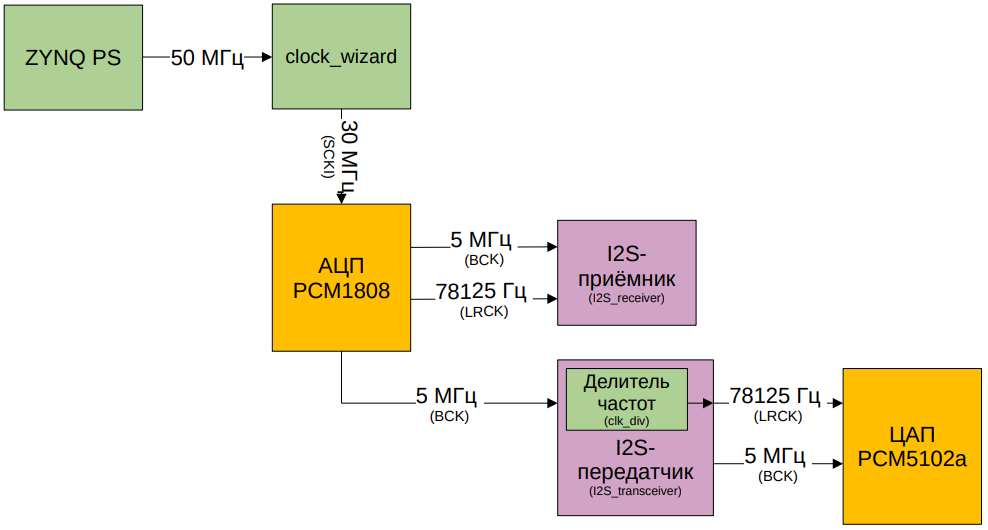 ZYNQ PS
50 МГц
clock_wizard
30 МГц
(SCKI)
АЦП
PCM1808
5 МГц
(BCK)
78125 Гц
(LRCK)
I2S-
приёмник
(I2S_receiver)
5 МГц
(BCK)
Делитель
частот
(clk_div)
I2S-
передатчик
(I2S_transceiver)
78125 Гц
(LRCK)
5 МГц
(BCK)
ЦАП
PCM5102a